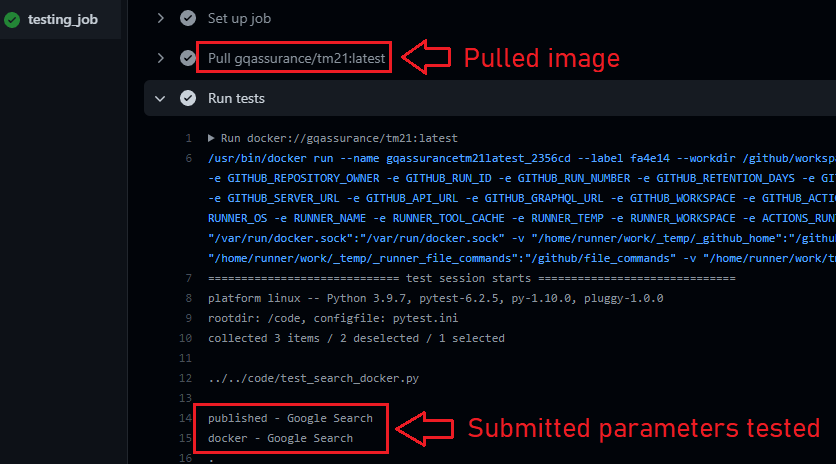 testing_job
Set up job
Pull gqassurance/tm21:latest
Pulled image
Run tests
1 Run docker://gqassurance/tm21:latest
6 /usr/bin/docker run --name gqassurancetm21latest_2356cd --label fa4e14 --workdir /github/workspa
-e GITHUB_REPOSITORY_OWNER -e GITHUB_RUN_ID -e GITHUB_RUN_NUMBER -e GITHUB_RETENTION_DAYS -e GIT
-e GITHUB_SERVER_URL -e GITHUB_API_URL -e GITHUB_GRAPHQL_URL -e GITHUB_WORKSPACE -e GITHUB_ACTIO
RUNNER_OS -e RUNNER_NAME -e RUNNER_TOOL_CACHE -e RUNNER_TEMP -e RUNNER_WORKSPACE -e ACTIONS_RUNT
"/var/run/docker.sock":"/var/run/docker.sock" -v "/home/runner/work/_temp/_github_home":"/github
"/home/runner/work/_temp/_runner_file_commands":"/github/file_commands" -v "/home/runner/work/tm
7 ============================= test session starts ==============================
8 platform linux -- Python 3.9.7, pytest-6.2.5, py-1.10.0, pluggy-1.0.0
9 rootdir: /code, configfile: pytest.ini
10 collected 3 items / 2 deselected / 1 selected
11
12 ../../code/test_search_docker.py
13
14 published - Google Search
15 docker - Google Search
Submitted parameters tested
16 .